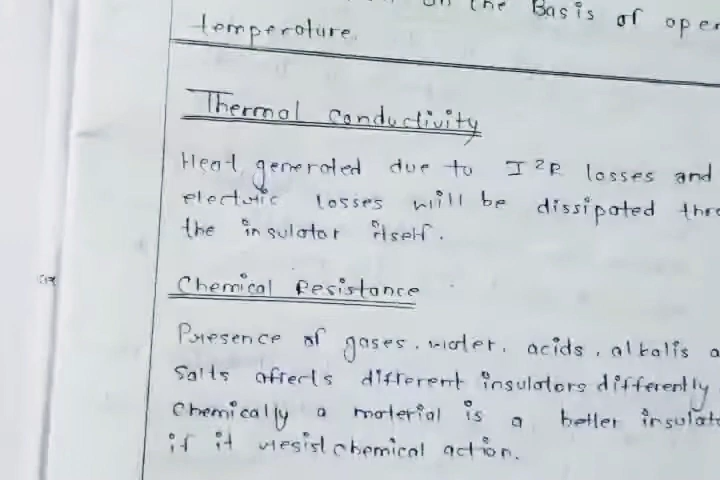 on the Basis of oper
temperature.
Thermal conductivity
Heat generated due to I²R losses and
electric losses will be dissipated thro
the insulator itself.
Chemical Resistance
Presence of gases, water, acids, alkalis a
Salts affects different insulators differently
Chemically a material is a better insulato
if it resist chemical action.